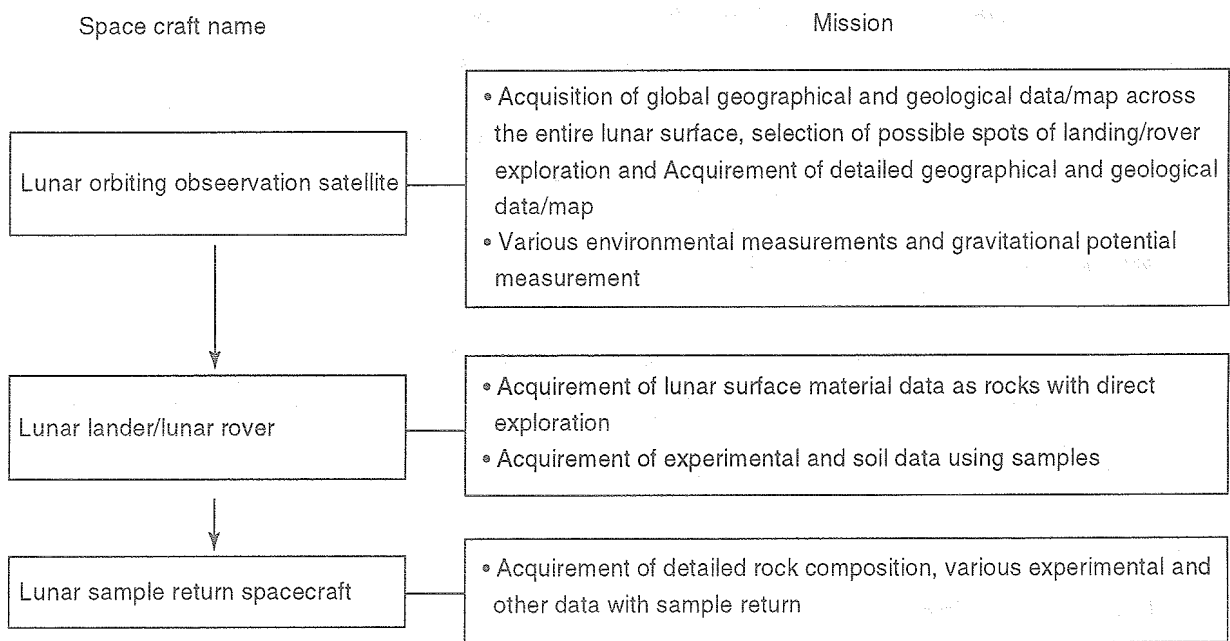 Space craft name
Mission
Lunar orbiting obseervation satellite
• Acquisition of global geographical and geological data/map across
the entire lunar surface, selection of possible spots of landing/rover
exploration and Acquirement of detailed geographical and geological
data/map
• Various environmental measurements and gravitational potential
measurement
Lunar lander/lunar rover
• Acquirement of lunar surface material data as rocks with direct
exploration
• Acquirement of experimental and soil data using samples
Lunar sample return spacecraft
• Acquirement of detailed rock composition, various experimental and
other data with sample return